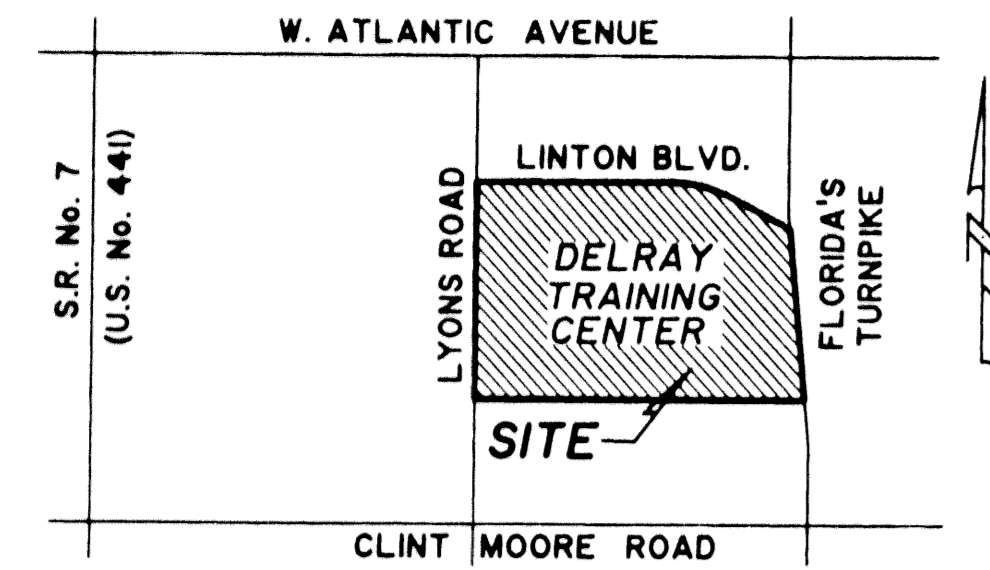 W. ATLANTIC AVENUE
S.R. No. 7
(U.S. No. 441)
LYONS ROAD
LINTON BLVD.
DELRAY
TRAINING
CENTER
FLORIDA'S
TURNPIKE
SITE
CLINT MOORE ROAD